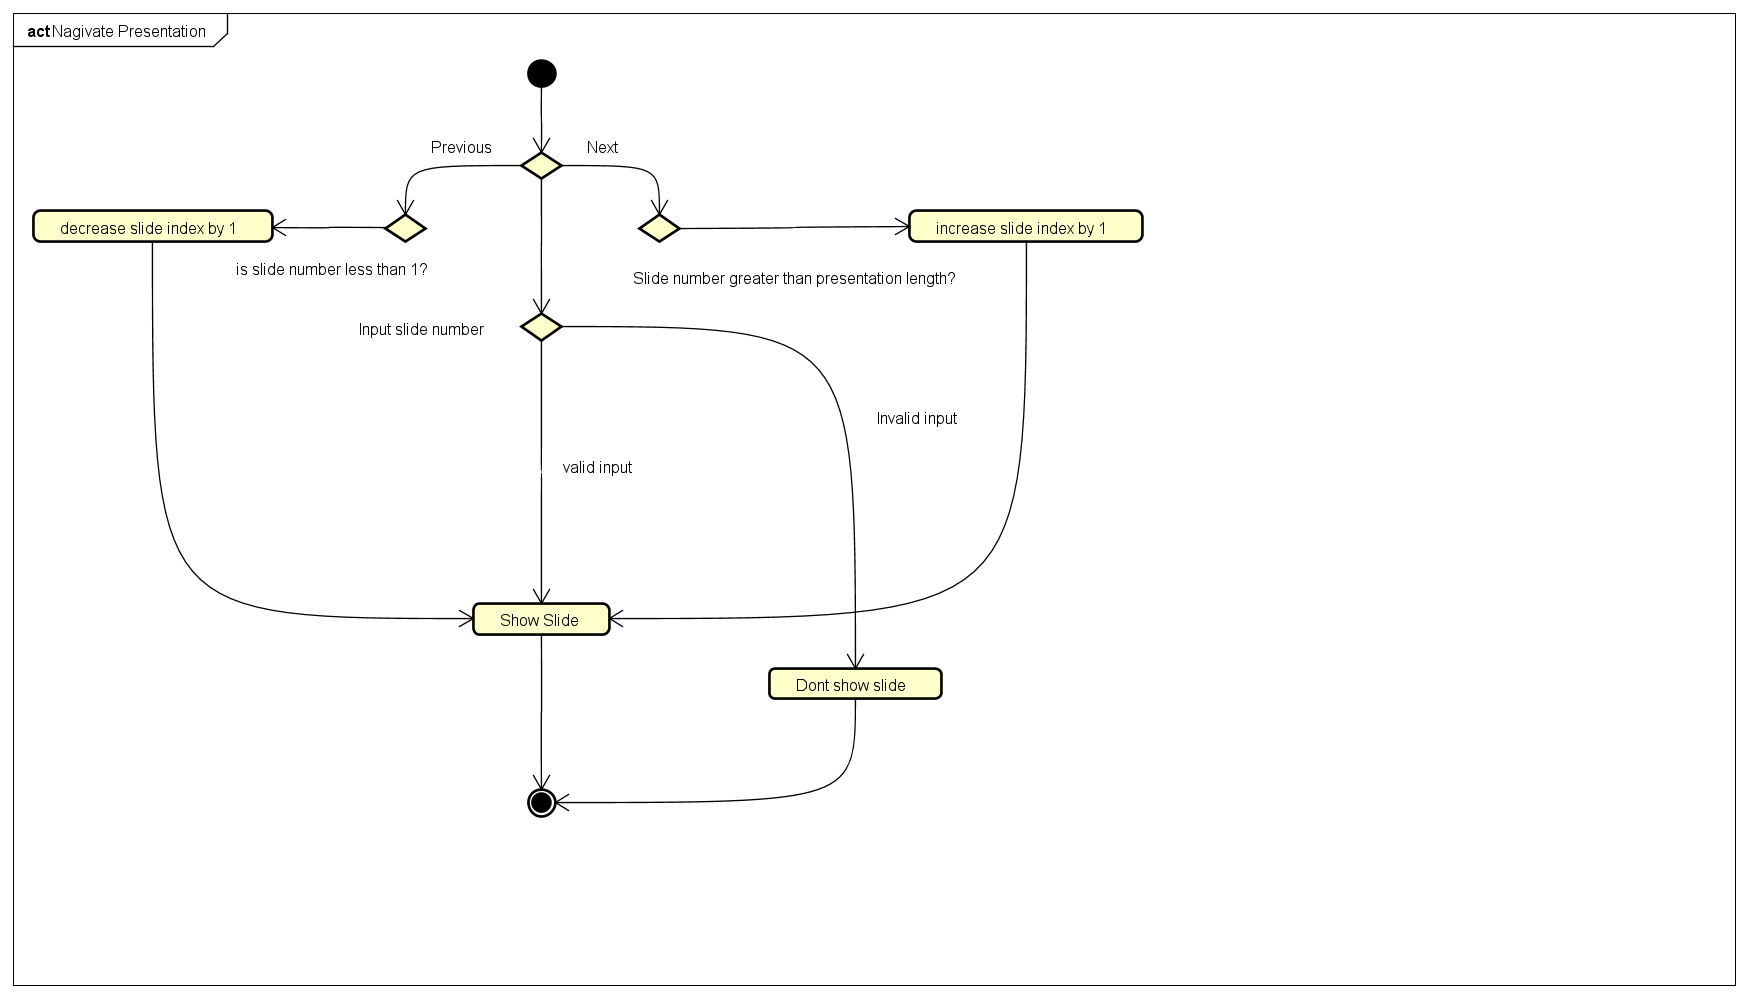 act Nagivate Presentation
Previous
Next
decrease slide index by 1
increase slide index by 1
is slide number less than 1?
Slide number greater than presentation length?
Input slide number
Invalid input
valid input
Show Slide
Dont show slide